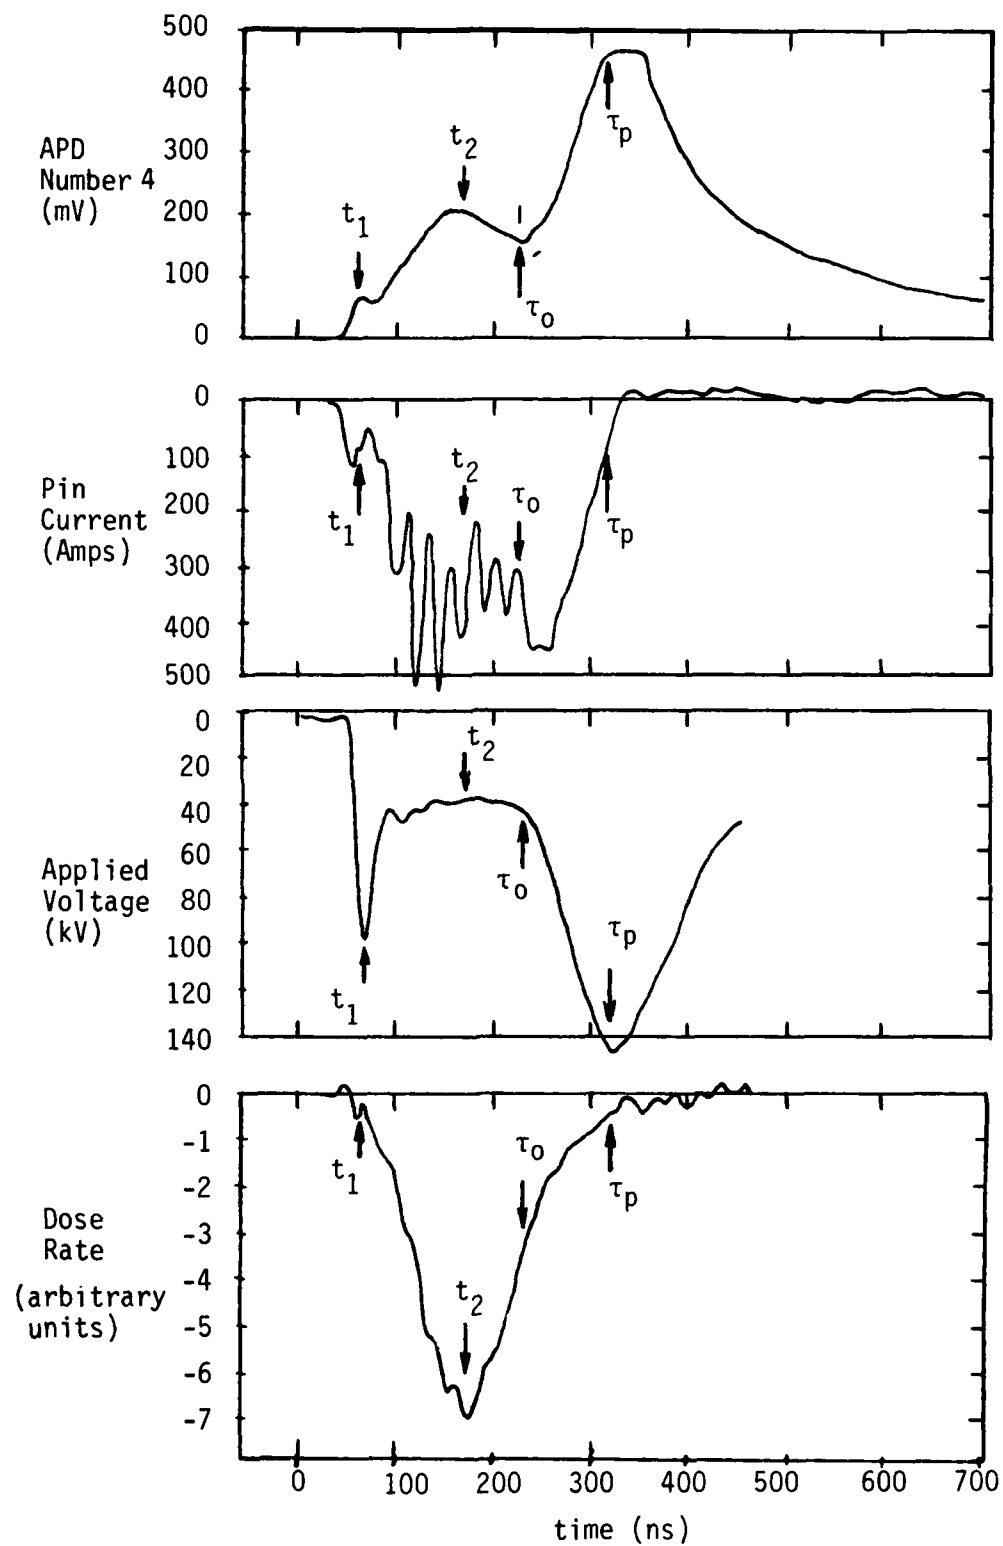 500
400
300
200
100
0
APD
Number 4
(mV)
t1
t2
τo
τp
0
100
200
300
400
500
Pin
Current
(Amps)
t1
t2
τo
τp
0
20
40
60
80
100
120
140
Applied
Voltage
(kV)
t1
t2
τo
τp
0
-1
-2
-3
-4
-5
-6
-7
Dose
Rate
(arbitrary
units)
t1
t2
τo
τp
0 100 200 300 400 500 600 700
time (ns)